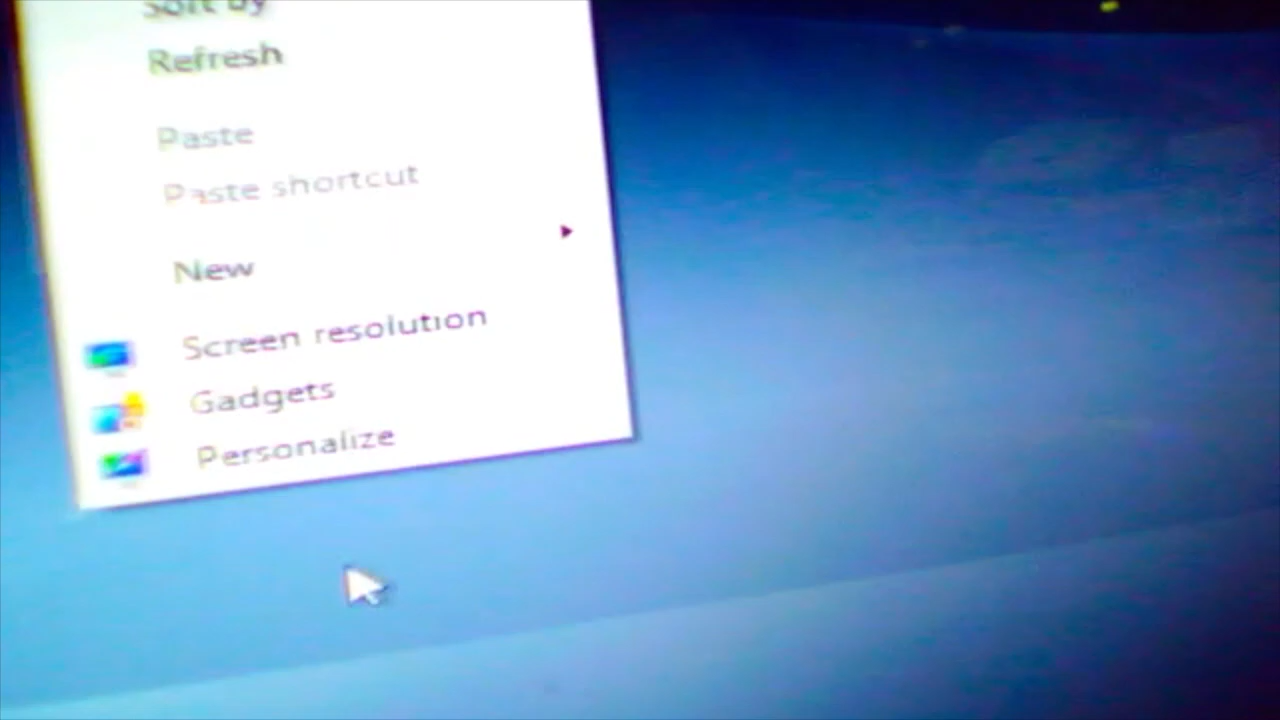 Sort by
Refresh
Paste
Paste shortcut
New
Screen resolution
Gadgets
Personalize